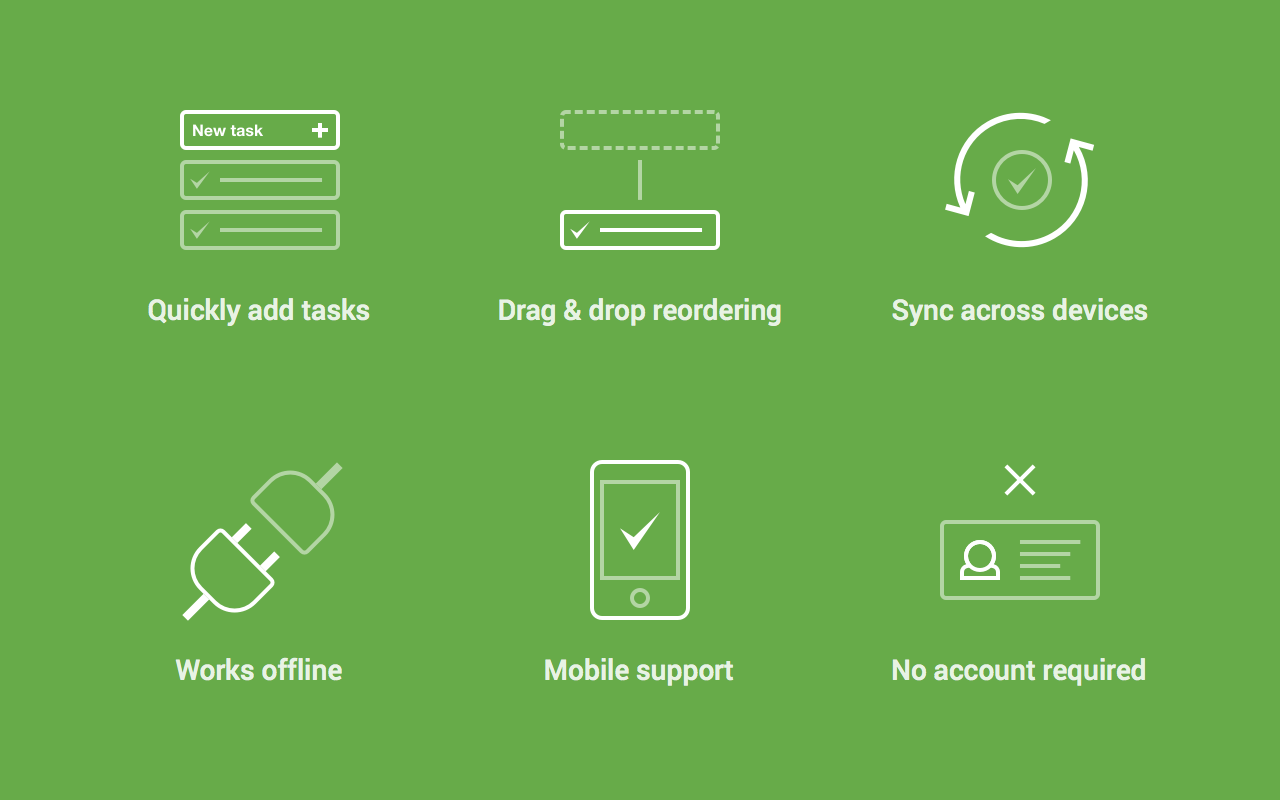 New task
Quickly add tasks
Drag & drop reordering
Sync across devices
Works offline
Mobile support
No account required